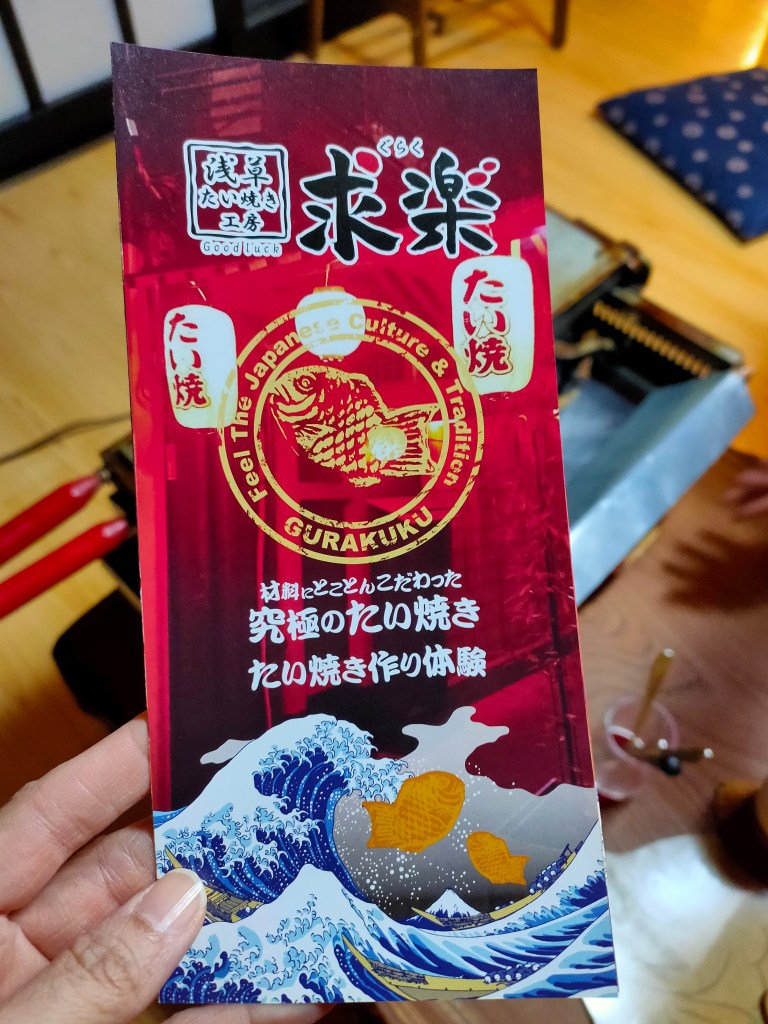 浅草
たい焼き
工房
Good luck
ぐらく
求楽
たい焼
たい焼
Feel The Japanese Culture & Tradition
GURAKUKU
材料にとことんこだわった
究極のたい焼き
たい焼き作り体験